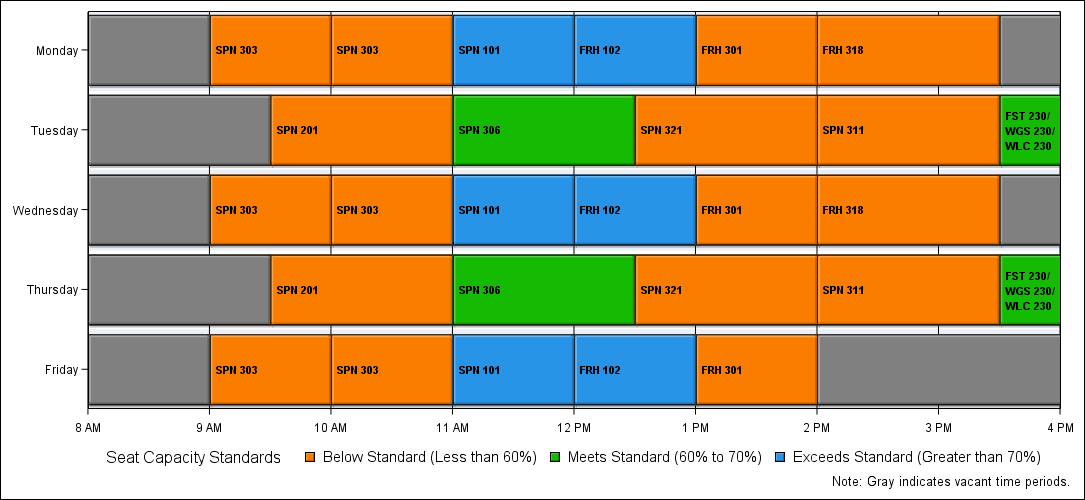 Monday
SPN 303
SPN 303
SPN 101
FRH 102
FRH 301
FRH 318
Tuesday
SPN 201
SPN 306
SPN 321
SPN 311
FST 230/
WGS 230/
WLC 230
Wednesday
SPN 303
SPN 303
SPN 101
FRH 102
FRH 301
FRH 318
Thursday
SPN 201
SPN 306
SPN 321
SPN 311
FST 230/
WGS 230/
WLC 230
Friday
SPN 303
SPN 303
SPN 101
FRH 102
FRH 301
8 AM
9 AM
10 AM
11 AM
12 PM
1 PM
2 PM
3 PM
4 PM
Seat Capacity Standards
Below Standard (Less than 60%)
Meets Standard (60% to 70%)
Exceeds Standard (Greater than 70%)
Note: Gray indicates vacant time periods.